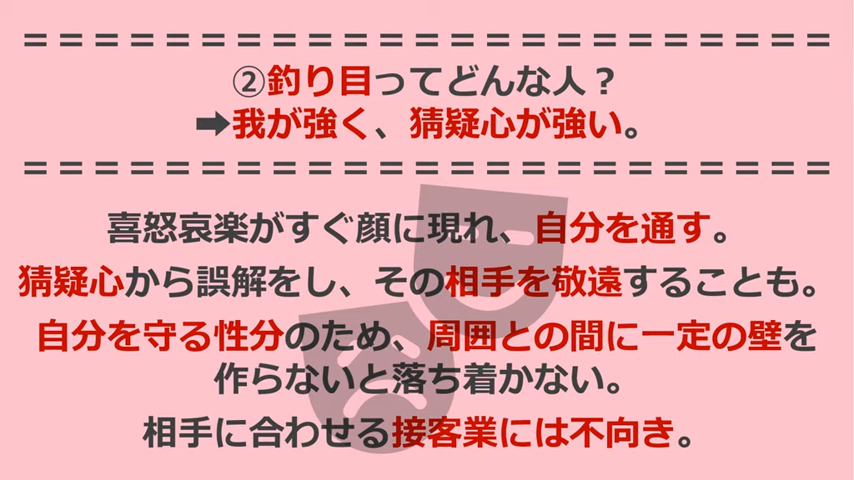 ＝＝＝＝＝＝＝＝＝＝＝＝＝＝＝＝＝＝＝＝＝＝＝
②釣り目ってどんな人？
➡我が強く、猜疑心が強い。
＝＝＝＝＝＝＝＝＝＝＝＝＝＝＝＝＝＝＝＝＝＝＝
喜怒哀楽がすぐ顔に現れ、自分を通す。
猜疑心から誤解をし、その相手を敬遠することも。
自分を守る性分のため、周囲との間に一定の壁を
作らないと落ち着かない。
相手に合わせる接客業には不向き。